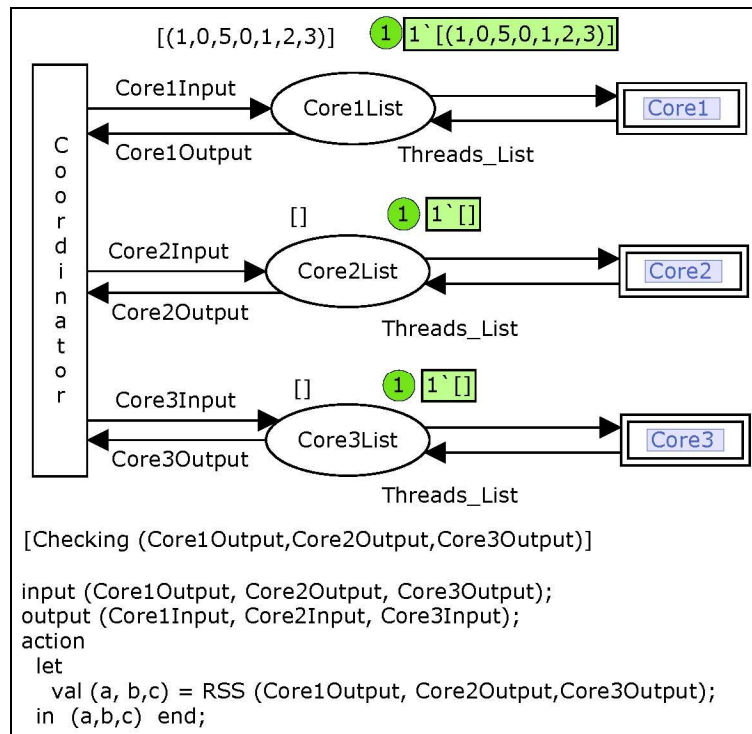 [(1,0,5,0,1,2,3)] 1 1`[(1,0,5,0,1,2,3)]
Core1Input
Core1List
Core1
Core1Output
Threads_List
Coordinator
[] 1 1`[]
Core2Input
Core2List
Core2
Core2Output
Threads_List
[] 1 1`[]
Core3Input
Core3List
Core3
Core3Output
Threads_List
[Checking (Core1Output,Core2Output,Core3Output)]
input (Core1Output, Core2Output, Core3Output);
output (Core1Input, Core2Input, Core3Input);
action
let
val (a, b,c) = RSS (Core1Output, Core2Output,Core3Output);
in (a,b,c) end;